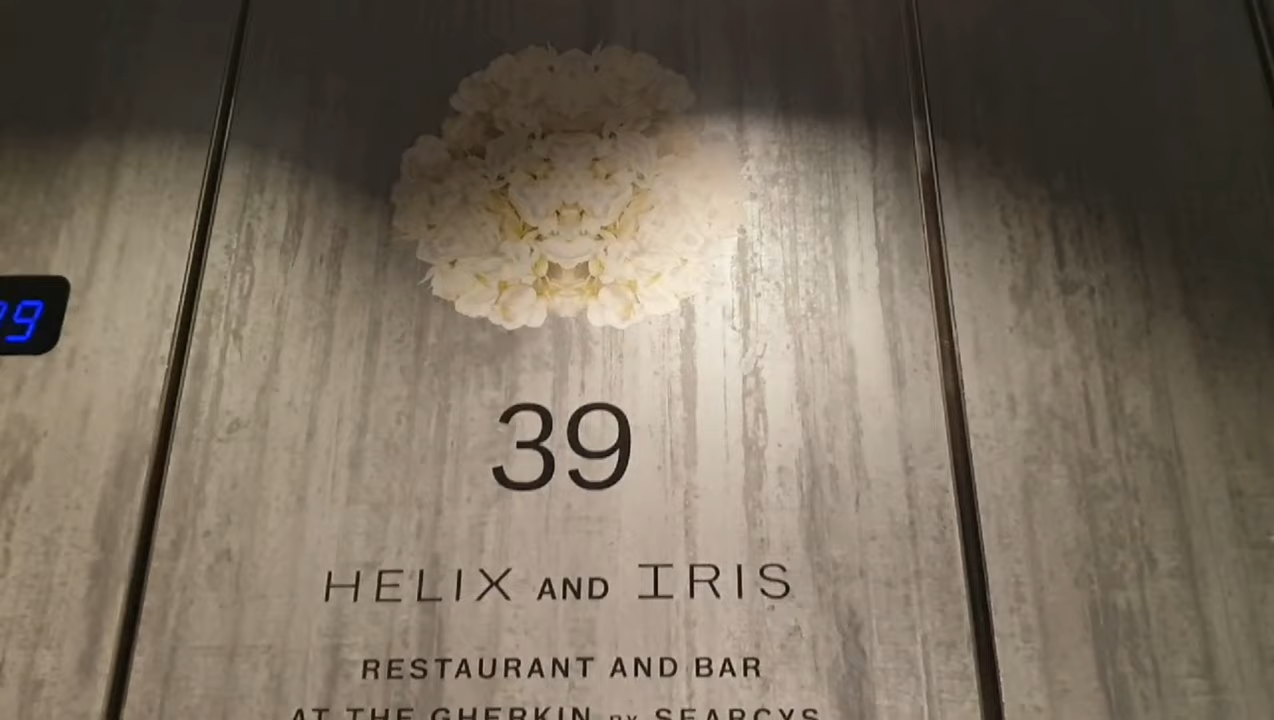 39
HELIX AND IRIS
RESTAURANT AND BAR
AT THE GHERKIN BY SEARCYS